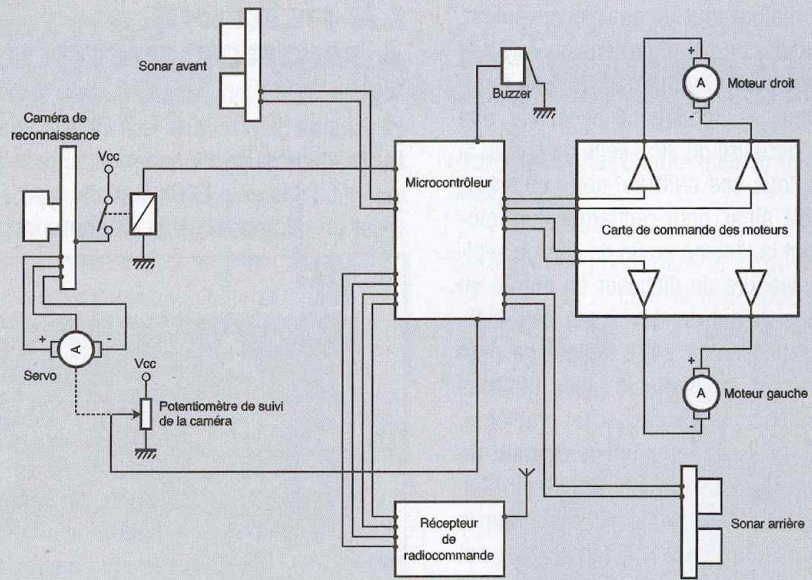 Sonar avant
Buzzer
+
A
-
Moteur droit
Caméra de
reconnaissance
Vcc
Microcontrôleur
Carte de commande des moteurs
+
A
-
Servo
Vcc
Potentiomètre de suivi
de la caméra
+
A
-
Moteur gauche
Récepteur
de
radiocommande
Sonar arrière